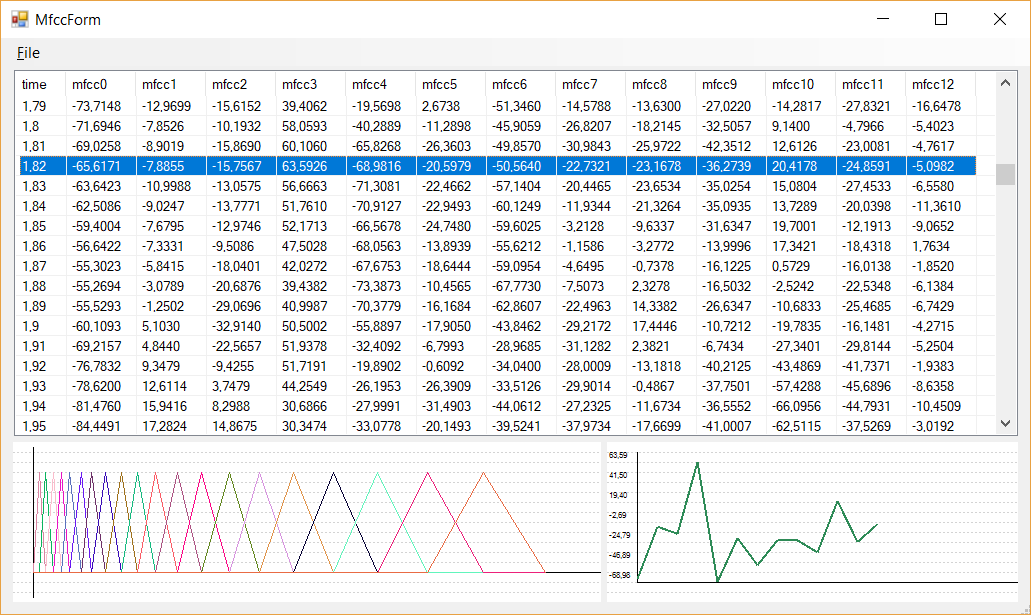 MfccForm
File
time mfcc0 mfcc1 mfcc2 mfcc3 mfcc4 mfcc5 mfcc6 mfcc7 mfcc8 mfcc9 mfcc10 mfcc11 mfcc12
1,79 -73,7148 -12,9699 -15,6152 39,4062 -19,5698 2,6738 -51,3460 -14,5788 -13,6300 -27,0220 -14,2817 -27,8321 -16,6478
1,8 -71,6946 -7,8526 -10,1932 58,0593 -40,2889 -11,2898 -45,9059 -26,8207 -18,2145 -32,5057 9,1400 -4,7966 -5,4023
1,81 -69,0258 -8,9019 -15,8690 60,1060 -65,8268 -26,3603 -49,8570 -30,9843 -25,9722 -42,3512 12,6126 -23,0081 -4,7617
1,82 -65,6171 -7,8855 -15,7567 63,5926 -68,9816 -20,5979 -50,5640 -22,7321 -23,1678 -36,2739 20,4178 -24,8591 -5,0982
1,83 -63,6423 -10,9988 -13,0575 56,6663 -71,3081 -22,4662 -57,1404 -20,4465 -23,6534 -35,0254 15,0804 -27,4533 -6,5580
1,84 -62,5086 -9,0247 -13,7771 51,7610 -70,9127 -22,9493 -60,1249 -11,9344 -21,3264 -35,0935 13,7289 -20,0398 -11,3610
1,85 -59,4004 -7,6795 -12,9746 52,1713 -66,5678 -24,7480 -59,6025 -3,2128 -9,6337 -31,6347 19,7001 -12,1913 -9,0652
1,86 -56,6422 -7,3331 -9,5086 47,5028 -68,0563 -13,8939 -55,6212 -1,1586 -3,2772 -13,9996 17,3421 -18,4318 1,7634
1,87 -55,3023 -5,8415 -18,0401 42,0272 -67,6753 -18,6444 -59,0954 -4,6495 -0,7378 -16,1225 0,5729 -16,0138 -1,8520
1,88 -55,2694 -3,0789 -20,6876 39,4382 -73,3873 -10,4565 -67,7730 -7,5073 2,3278 -16,5032 -2,5242 -22,5348 -6,1384
1,89 -55,5293 -1,2502 -29,0696 40,9987 -70,3779 -16,1684 -62,8607 -22,4963 14,3382 -26,6347 -10,6833 -25,4685 -6,7429
1,9 -60,1093 5,1030 -32,9140 50,5002 -55,8897 -17,9050 -43,8462 -29,2172 17,4446 -10,7212 -19,7835 -16,1481 -4,2715
1,91 -69,2157 4,8440 -22,5657 51,9378 -32,4092 -6,7993 -28,9685 -31,1282 2,3821 -6,7434 -27,3401 -29,8144 -5,2504
1,92 -76,7832 9,3479 -9,4255 51,7191 -19,8902 -0,6092 -34,0400 -28,0009 -13,1818 -40,2125 -43,4869 -41,7371 -1,9383
1,93 -78,6200 12,6114 3,7479 44,2549 -26,1953 -26,3909 -33,5126 -29,9014 -0,4867 -37,7501 -57,4288 -45,6896 -8,6358
1,94 -81,4760 15,9416 8,2988 30,6866 -27,9991 -31,4903 -44,0612 -27,2325 -11,6734 -36,5552 -66,0956 -44,7931 -10,4509
1,95 -84,4491 17,2824 14,8675 30,3474 -33,0778 -20,1493 -39,5241 -37,9734 -17,6699 -41,0007 -62,5115 -37,5269 -3,0192
63,59
41,50
19,40
-2,69
-24,79
-46,89
-68,98